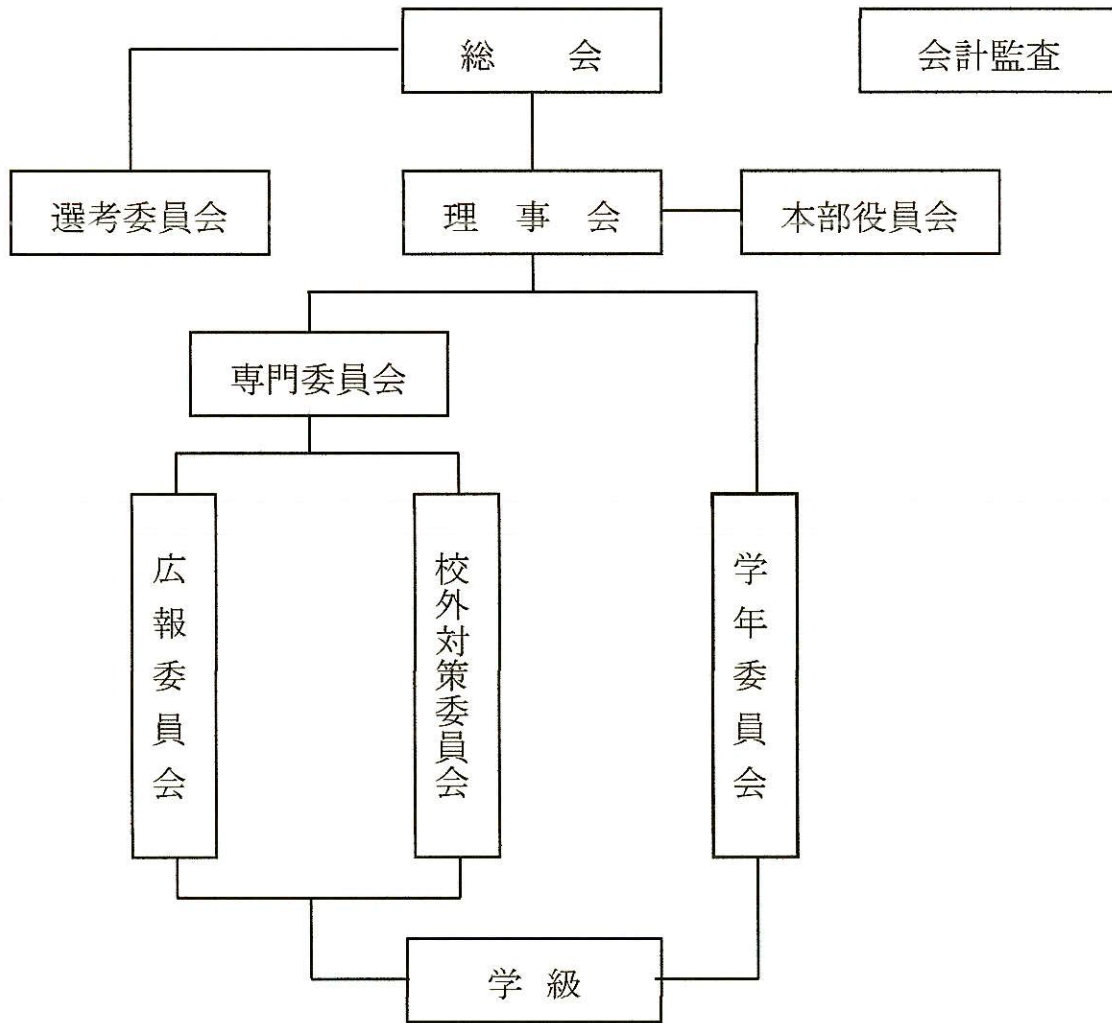 総会
会計監査
選考委員会
理事会
本部役員会
専門委員会
広報委員会
校外対策委員会
学年委員会
学級